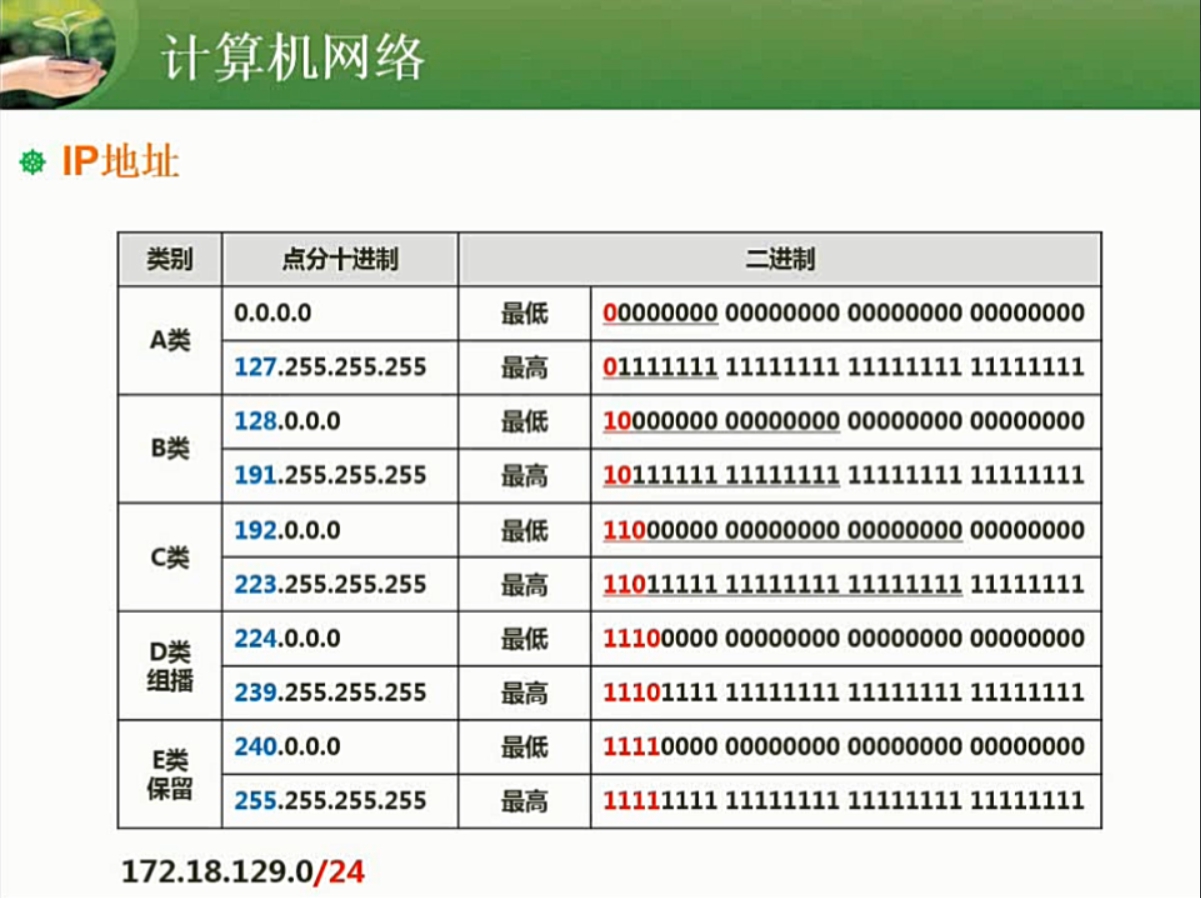 计算机网络
IP地址
类别 点分十进制 二进制
A类 0.0.0.0 最低 00000000 00000000 00000000 00000000
127.255.255.255 最高 01111111 11111111 11111111 11111111
B类 128.0.0.0 最低 10000000 00000000 00000000 00000000
191.255.255.255 最高 10111111 11111111 11111111 11111111
C类 192.0.0.0 最低 11000000 00000000 00000000 00000000
223.255.255.255 最高 11011111 11111111 11111111 11111111
D类 组播 224.0.0.0 最低 11100000 00000000 00000000 00000000
239.255.255.255 最高 11101111 11111111 11111111 11111111
E类 保留 240.0.0.0 最低 11110000 00000000 00000000 00000000
255.255.255.255 最高 11111111 11111111 11111111 11111111
172.18.129.0/24